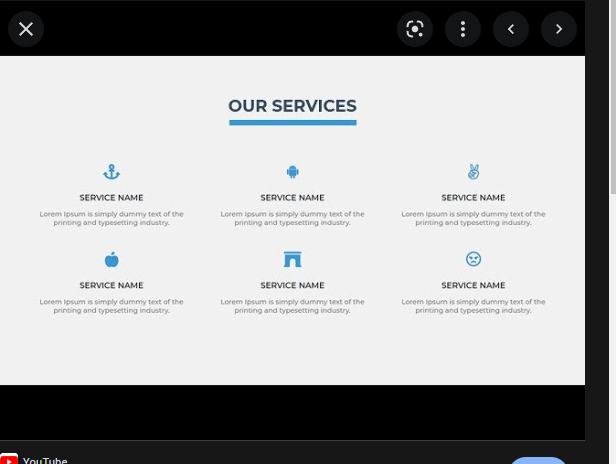 OUR SERVICES
SERVICE NAME
Lorem Ipsum is simply dummy text of the
printing and typesetting industry.
SERVICE NAME
Lorem Ipsum is simply dummy text of the
printing and typesetting industry.
SERVICE NAME
Lorem Ipsum is simply dummy text of the
printing and typesetting industry.
SERVICE NAME
Lorem Ipsum is simply dummy text of the
printing and typesetting industry.
SERVICE NAME
Lorem Ipsum is simply dummy text of the
printing and typesetting industry.
SERVICE NAME
Lorem Ipsum is simply dummy text of the
printing and typesetting industry.
YouTube